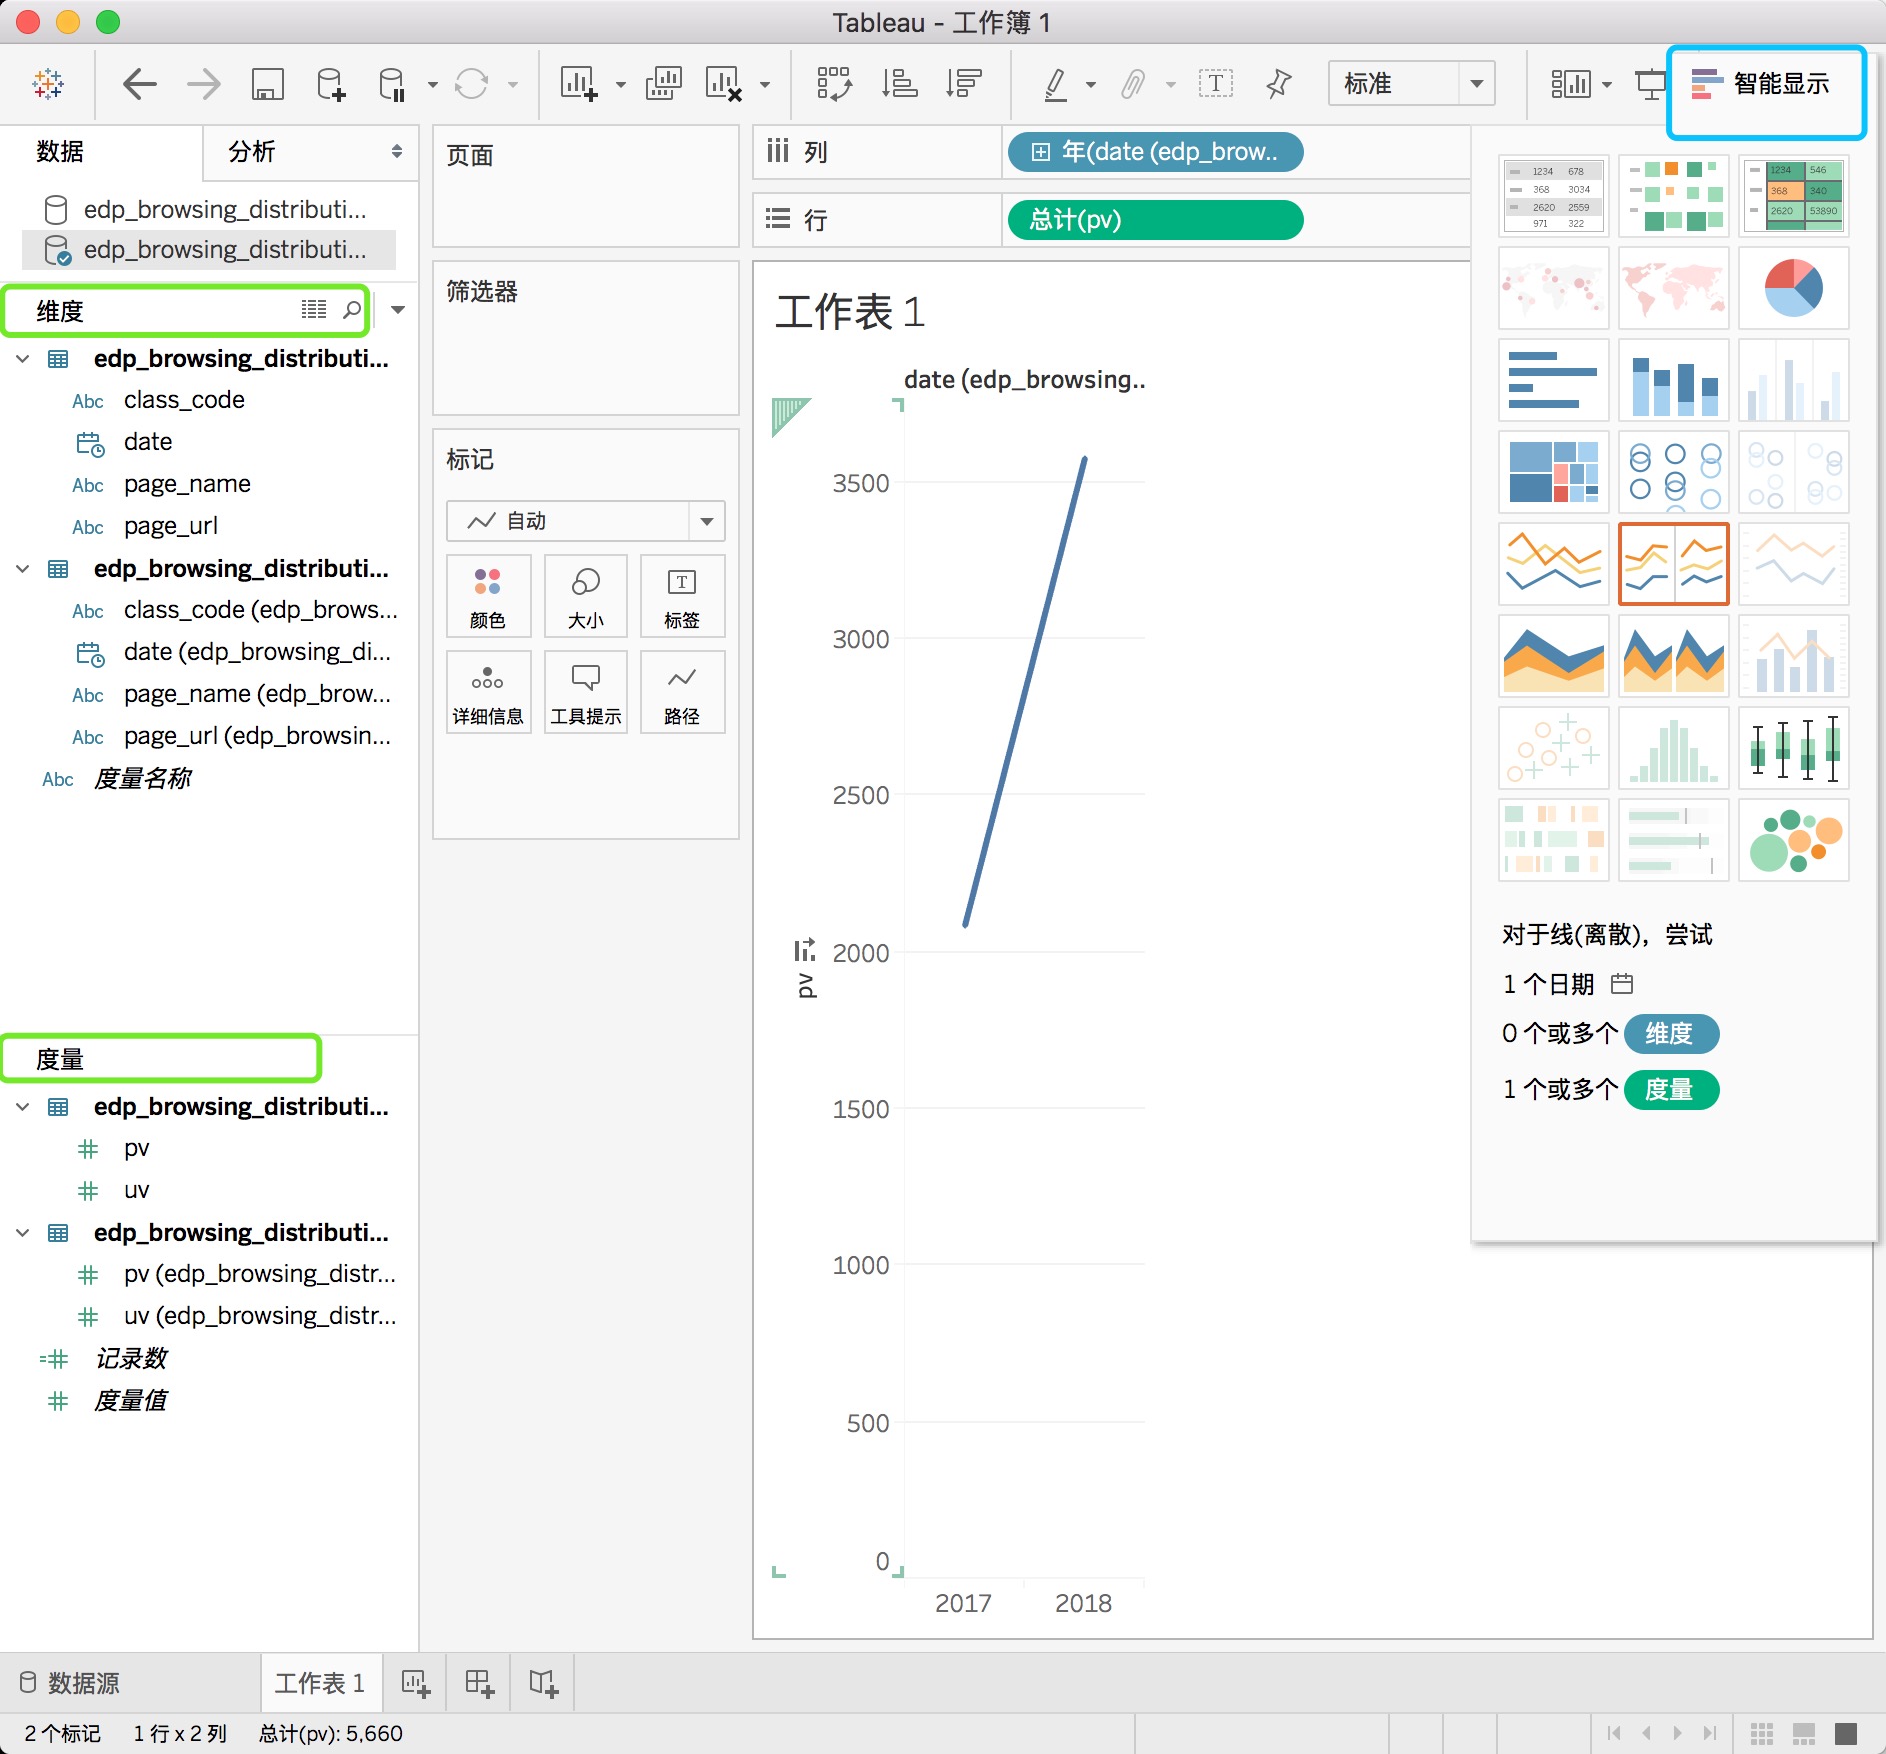 Tableau - 工作簿 1
标准
智能显示
数据
分析
edp_browsing_distributi...
edp_browsing_distributi...
维度
edp_browsing_distributi...
Abc class_code
date
Abc page_name
Abc page_url
edp_browsing_distributi...
Abc class_code (edp_brows...
date (edp_browsing_di...
Abc page_name (edp_brow...
Abc page_url (edp_browsin...
Abc 度量名称
度量
edp_browsing_distributi...
pv
uv
edp_browsing_distributi...
pv (edp_browsing_distr...
uv (edp_browsing_distr...
记录数
度量值
页面
筛选器
标记
自动
颜色
大小
标签
详细信息
工具提示
路径
列
年(date (edp_brow..
行
总计(pv)
工作表 1
date (edp_browsing..
3500
3000
2500
2000
1500
1000
500
0
pv
2017
2018
1234 678
368 3034
2620 2559
971 322
1234 546
368 340
2620 53890
对于线(离散)，尝试
1 个日期
0 个或多个 维度
1 个或多个 度量
数据源
工作表 1
2 个标记
1 行 x 2 列
总计(pv): 5,660